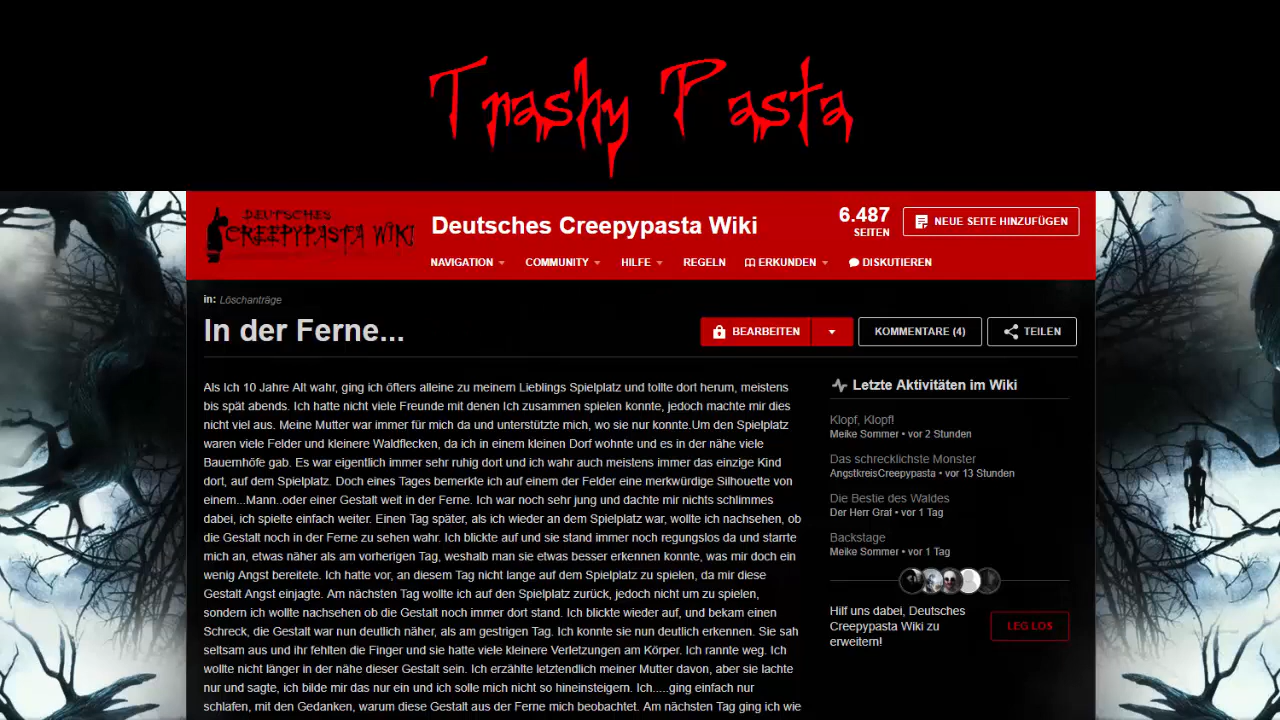 Trashy Pasta
DEUTSCHES
CREEPYPASTA WIKI
Deutsches Creepypasta Wiki
6.487
SEITEN
NEUE SEITE HINZUFÜGEN
NAVIGATION
COMMUNITY
HILFE
REGELN
ERKUNDEN
DISKUTIEREN
in: Löschanträge
In der Ferne...
BEARBEITEN
KOMMENTARE (4)
TEILEN
Als Ich 10 Jahre Alt wahr, ging ich öfters alleine zu meinem Lieblings Spielplatz und tollte dort herum, meistens
bis spät abends. Ich hatte nicht viele Freunde mit denen Ich zusammen spielen konnte, jedoch machte mir dies
nicht viel aus. Meine Mutter war immer für mich da und unterstützte mich, wo sie nur konnte.Um den Spielplatz
waren viele Felder und kleinere Waldflecken, da ich in einem kleinen Dorf wohnte und es in der nähe viele
Bauernhöfe gab. Es war eigentlich immer sehr ruhig dort und ich wahr auch meistens immer das einzige Kind
dort, auf dem Spielplatz. Doch eines Tages bemerkte ich auf einem der Felder eine merkwürdige Silhouette von
einem...Mann..oder einer Gestalt weit in der Ferne. Ich war noch sehr jung und dachte mir nichts schlimmes
dabei, ich spielte einfach weiter. Einen Tag später, als ich wieder an dem Spielplatz war, wollte ich nachsehen, ob
die Gestalt noch in der Ferne zu sehen wahr. Ich blickte auf und sie stand immer noch regungslos da und starrte
mich an, etwas näher als am vorherigen Tag, weshalb man sie etwas besser erkennen konnte, was mir doch ein
wenig Angst bereitete. Ich hatte vor, an diesem Tag nicht lange auf dem Spielplatz zu spielen, da mir diese
Gestalt Angst einjagte. Am nächsten Tag wollte ich auf den Spielplatz zurück, jedoch nicht um zu spielen,
sondern ich wollte nachsehen ob die Gestalt noch immer dort stand. Ich blickte wieder auf, und bekam einen
Schreck, die Gestalt war nun deutlich näher, als am gestrigen Tag. Ich konnte sie nun deutlich erkennen. Sie sah
seltsam aus und ihr fehlten die Finger und sie hatte viele kleinere Verletzungen am Körper. Ich rannte weg. Ich
wollte nicht länger in der nähe dieser Gestalt sein. Ich erzählte letztendlich meiner Mutter davon, aber sie lachte
nur und sagte, ich bilde mir das nur ein und ich solle mich nicht so hineinsteigern. Ich.....ging einfach nur
schlafen, mit den Gedanken, warum diese Gestalt aus der Ferne mich beobachtet. Am nächsten Tag ging ich wie
Letzte Aktivitäten im Wiki
Klopf, Klopf!
Meike Sommer • vor 2 Stunden
Das schrecklichste Monster
AngstkreisCreepypasta • vor 13 Stunden
Die Bestie des Waldes
Der Herr Graf • vor 1 Tag
Backstage
Meike Sommer • vor 1 Tag
Hilf uns dabei, Deutsches
Creepypasta Wiki zu
erweitern!
LEG LOS